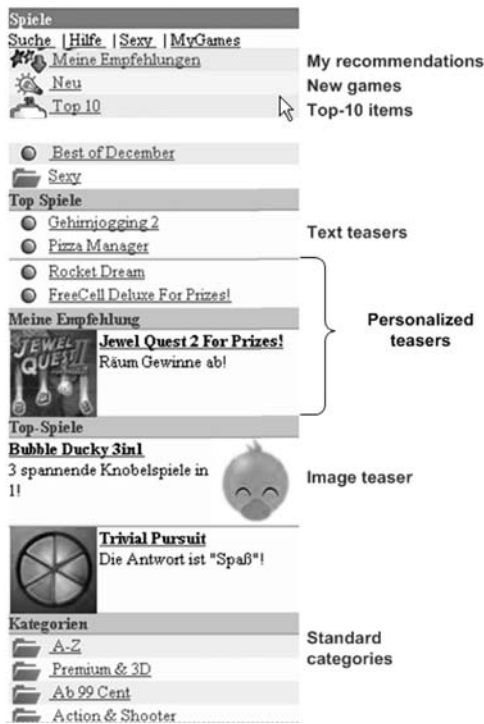 Spiele
Suche | Hilfe | Sexy | MyGames
Meine Empfehlungen
My recommendations
Neu
New games
Top 10
Top-10 items
Best of December
Sexy
Top Spiele
Gehirnjogging 2
Text teasers
Pizza Manager
Rocket Dream
FreeCell Deluxe For Prizes!
Personalized
teasers
Meine Empfehlung
JEWEL
QUEST II
Jewel Quest 2 For Prizes!
Räum Gewinne ab!
Top-Spiele
Bubble Ducky 3in1
3 spannende Knobelspiele in
1!
Image teaser
Trivial Pursuit
Die Antwort ist "Spaß"!
Kategorien
Standard
categories
A-Z
Premium & 3D
Ab 99 Cent
Action & Shooter